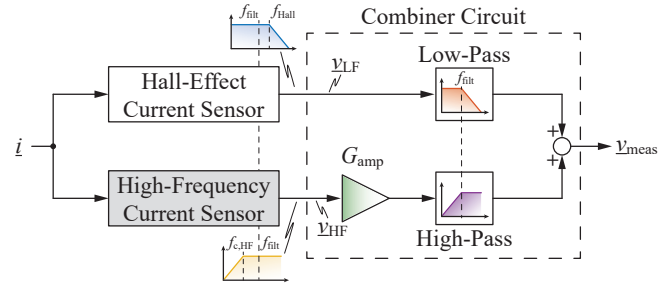 Combiner Circuit
f_filt f_Hall
Hall-Effect
Current Sensor
v_LF
Low-Pass
f_filt
i
+
+
v_meas
G_amp
High-Frequency
Current Sensor
v_HF
High-Pass
f_c,HF f_filt